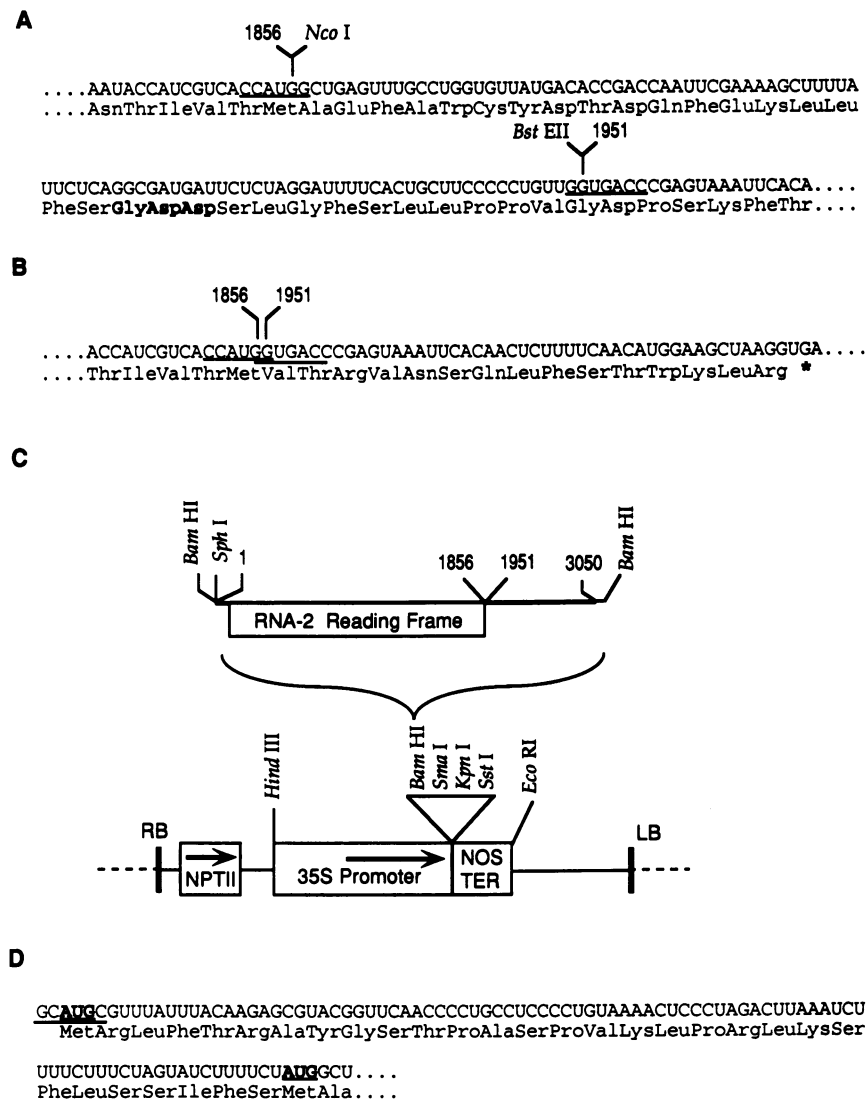 A
1856 Nco I
....AAUACCAUCGUCACCAUGGCUGAGUUUGCCUGGUGUUAUGACACCGACCAAUUCGAAAAGCUUUUA
....AsnThrIleValThrMetAlaGluPheAlaTrpCysTyrAspThrAspGlnPheGluLysLeuLeu
Bst EII 1951
UUCUCAGGCGAUGAUUCUCUAGGAUUUUCACUGCUUCCCCCUGUUGGUGACCCGAGUAAAUUCACA....
PheSerGlyAspAspSerLeuGlyPheSerLeuLeuProProValGlyAspProSerLysPheThr....
B
1856 1951
....ACCAUCGUCACCAUGGUGACCCGAGUAAAUUCACAACUCUUUUCAACAUGGAAGCUAAGGUGA....
....ThrIleValThrMetValThrArgValAsnSerGlnLeuPheSerThrTrpLysLeuArg *
C
Bam HI
Sph I
1
1856
1951
3050
Bam HI
RNA-2 Reading Frame
Bam HI
Sma I
Kpn I
Sst I
Hind III
Eco RI
RB
LB
NPTII
35S Promoter
NOS
TER
D
GCAUGCGUUUAUUUACAAGAGCGUACGGUUCAACCCCUGCCUCCCCUGUAAAACUCCCUAGACUUAAAUCU
MetArgLeuPheThrArgAlaTyrGlySerThrProAlaSerProValLysLeuProArgLeuLysSer
UUUCUUUCUAGUAUCUUUUCUAUGGCU....
PheLeuSerSerIlePheSerMetAla....